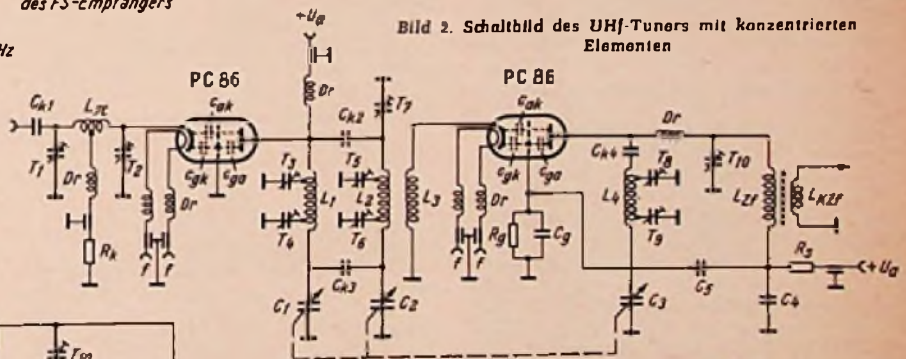 des FS-Empfängers
Hz
+Ua
Bild 2. Schaltbild des UHf-Tuners mit konzentrierten
Elementen
PC 86
PC 86
Ck1
Lπ
cak
cgk
cga
T1
T2
Dr
Dr
Rk
f
f
Dr
Ck2
T7
T3
T5
L1
L2
L3
T4
T6
Ck3
C1
C2
cak
cgk
cga
Dr
f
f
Rg
Cg
Dr
Ck4
T8
T10
L4
T9
Lzf
LKzf
C5
R5
+Ua
C3
C4